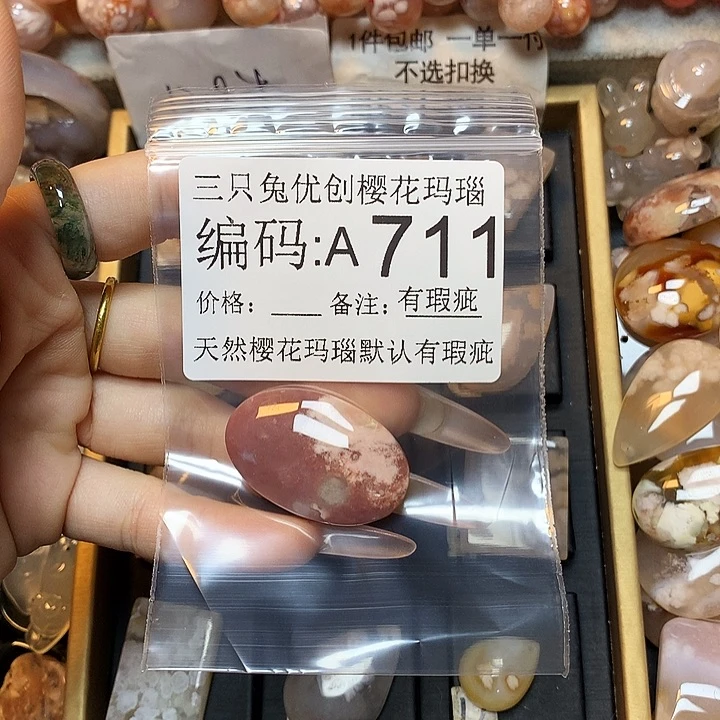 1件包邮 一单一付
不选扣换
三只兔优创樱花玛瑙
编码:A711
价格：____ 备注：有瑕疵
天然樱花玛瑙默认有瑕疵